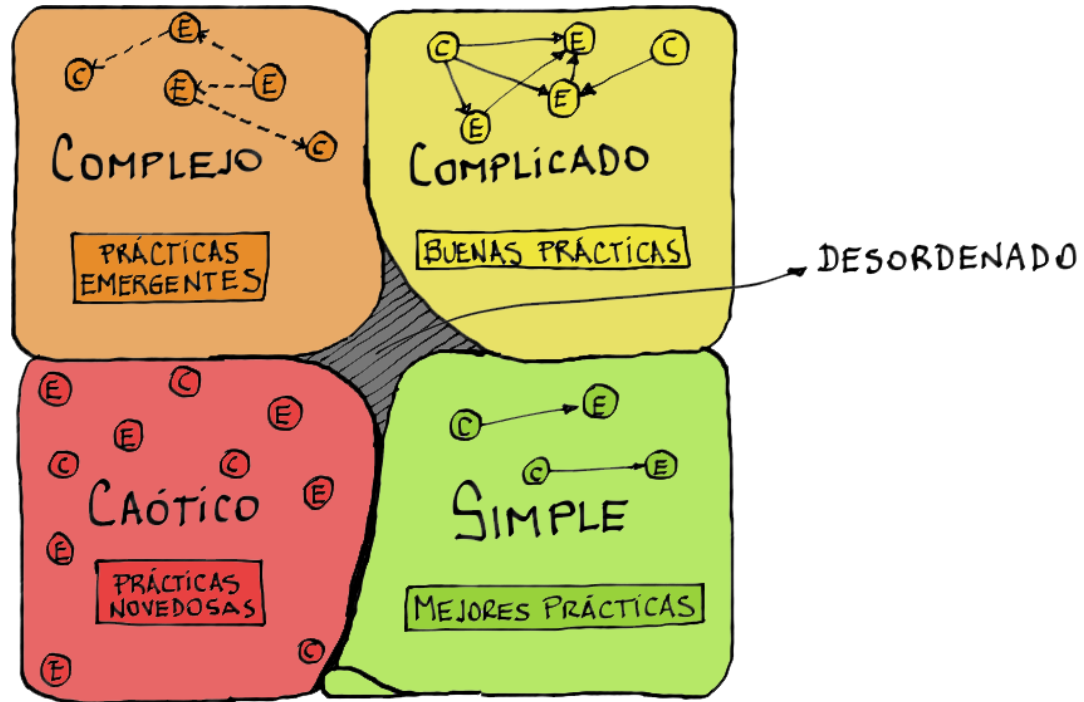 E
C
E
E
C
COMPLEJO
PRÁCTICAS
EMERGENTES
C
E
C
E
E
COMPLICADO
BUENAS PRÁCTICAS
DESORDENADO
E
C
E
E
C
C
E
CAÓTICO
E
PRÁCTICAS
NOVEDOSAS
E
C
C
E
C
E
SIMPLE
MEJORES PRÁCTICAS